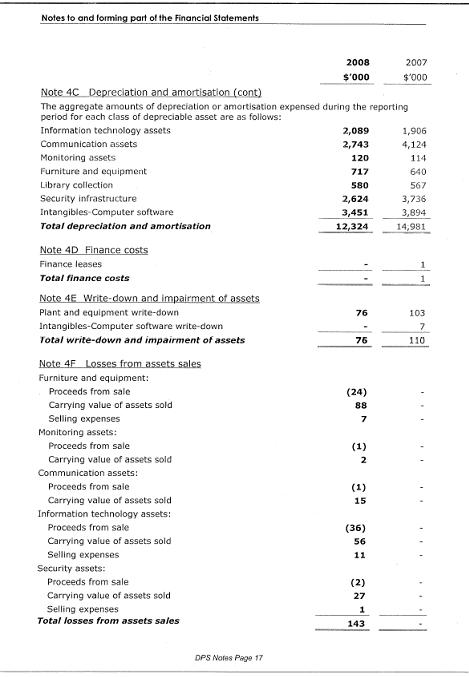 Notes to and forming part of the Financial Statements
2008 2007
$'000 $'000
Note 4C Depreciation and amortisation (cont)
The aggregate amounts of depreciation or amortisation expensed during the reporting
period for each class of depreciable asset are as follows:
Information technology assets 2,089 1,906
Communication assets 2,743 4,124
Monitoring assets 120 114
Furniture and equipment 717 640
Library collection 580 567
Security infrastructure 2,624 3,736
Intangibles-Computer software 3,451 3,894
Total depreciation and amortisation 12,324 14,981
Note 4D Finance costs
Finance leases - 1
Total finance costs - 1
Note 4E Write-down and impairment of assets
Plant and equipment write-down 76 103
Intangibles-Computer software write-down - 7
Total write-down and impairment of assets 76 110
Note 4F Losses from assets sales
Furniture and equipment:
Proceeds from sale (24) -
Carrying value of assets sold 88 -
Selling expenses 7 -
Monitoring assets:
Proceeds from sale (1) -
Carrying value of assets sold 2 -
Communication assets:
Proceeds from sale (1) -
Carrying value of assets sold 15 -
Information technology assets:
Proceeds from sale (36) -
Carrying value of assets sold 56 -
Selling expenses 11 -
Security assets:
Proceeds from sale (2) -
Carrying value of assets sold 27 -
Selling expenses 1 -
Total losses from assets sales 143 -
DPS Notes Page 17